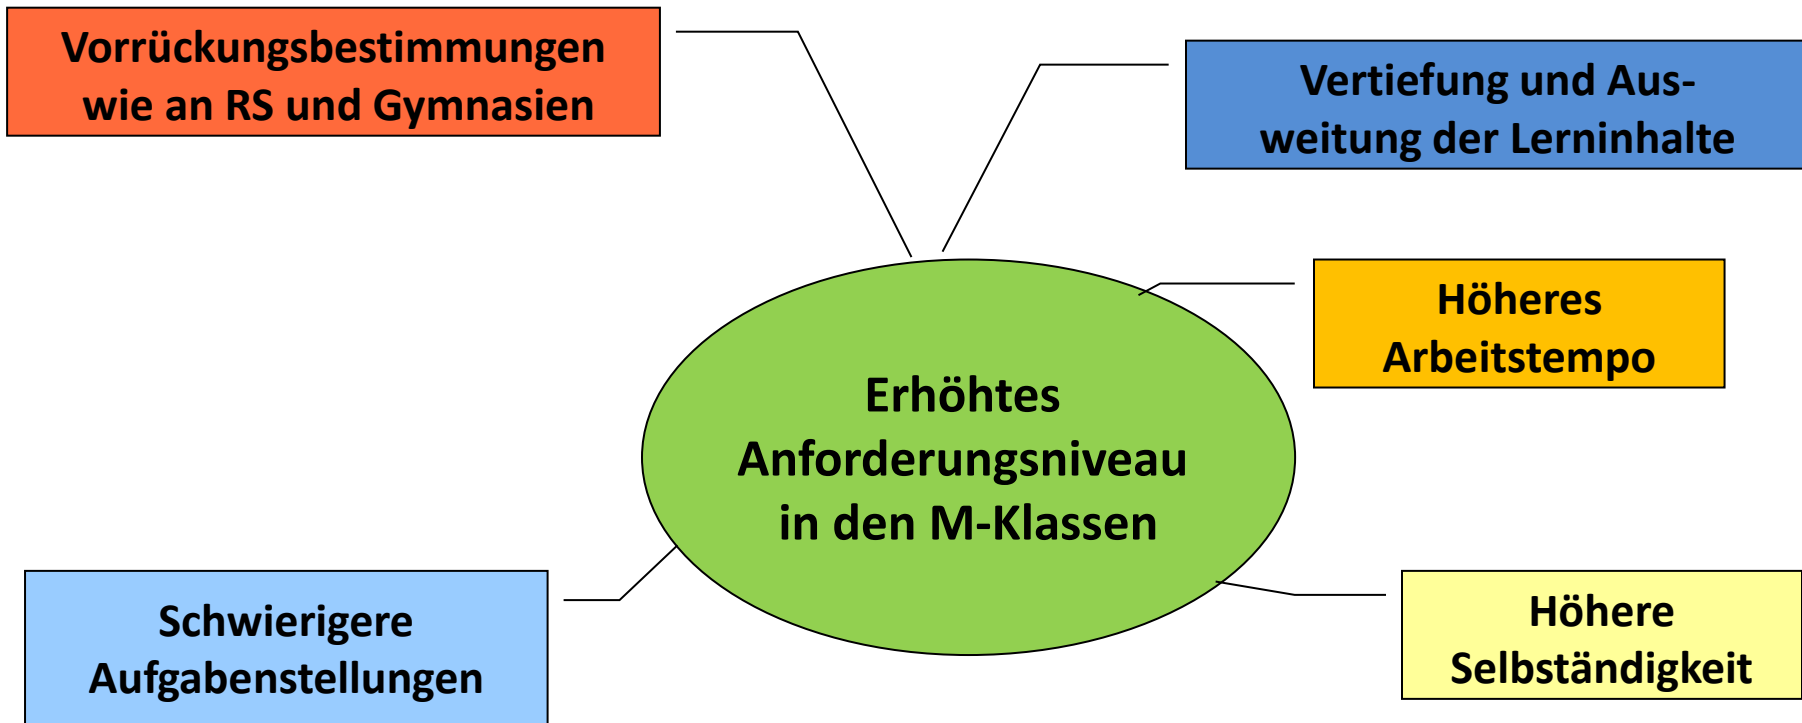 Vorrückungsbestimmungen
wie an RS und Gymnasien
Vertiefung und Aus-
weitung der Lerninhalte
Höheres
Arbeitstempo
Erhöhtes
Anforderungsniveau
in den M-Klassen
Schwierigere
Aufgabenstellungen
Höhere
Selbständigkeit